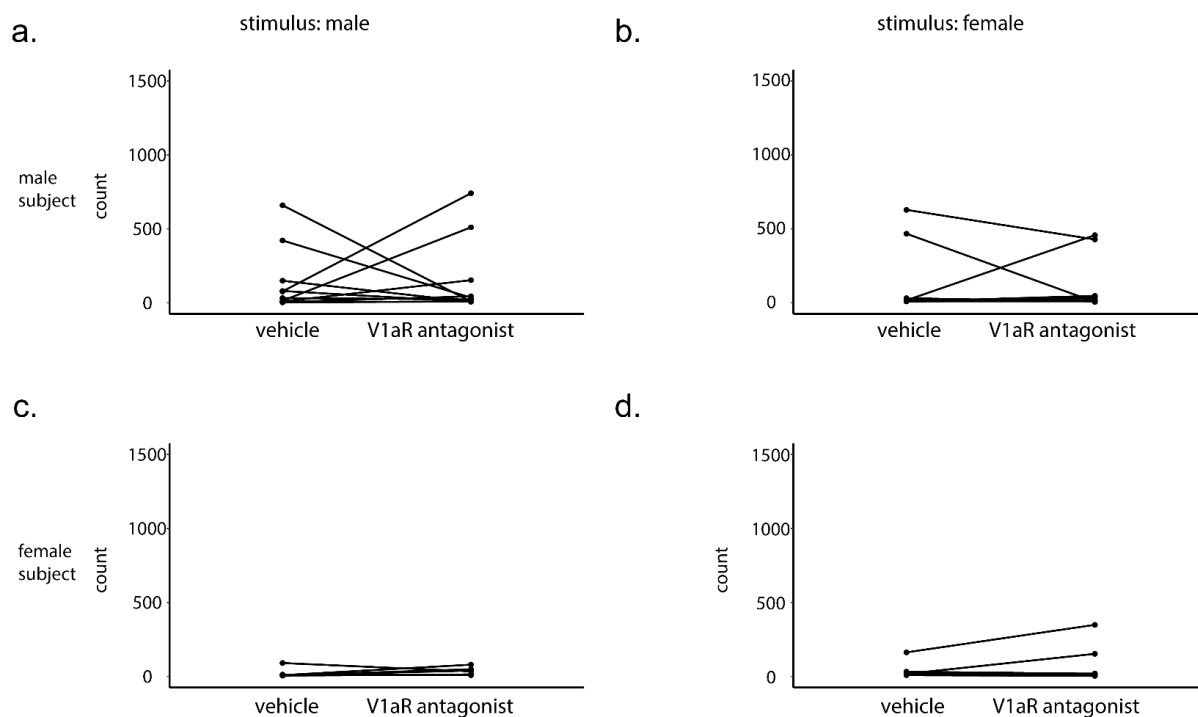 a.
stimulus: male
b.
stimulus: female
1500
1000
500
0
male
subject
count
vehicle
V1aR antagonist
1500
1000
500
0
count
vehicle
V1aR antagonist
c.
d.
1500
1000
500
0
female
subject
count
vehicle
V1aR antagonist
1500
1000
500
0
count
vehicle
V1aR antagonist